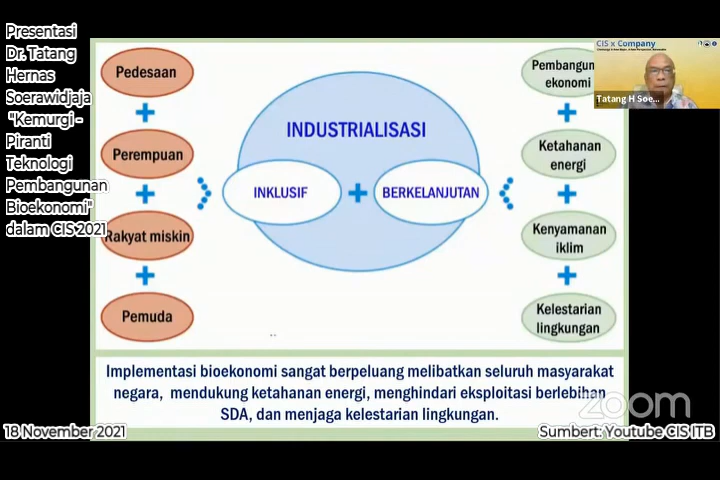 Presentasi
Dr. Tatang
Hernas
Soerawidjaja
"Kemurgi -
Piranti
Teknologi
Pembangunan
Bioekonomi"
dalam CIS 2021
Pedesaan
+
Perempuan
+
Rakyat miskin
+
Pemuda
INDUSTRIALISASI
INKLUSIF + BERKELANJUTAN
Pembangun
ekonomi
+
Ketahanan
energi
+
Kenyamanan
iklim
+
Kelestarian
lingkungan
CIS x Company
Tatang H Soe...
Implementasi bioekonomi sangat berpeluang melibatkan seluruh masyarakat
negara, mendukung ketahanan energi, menghindari eksploitasi berlebihan
SDA, dan menjaga kelestarian lingkungan.
zoom
18 November 2021
Sumbert: Youtube CIS ITB